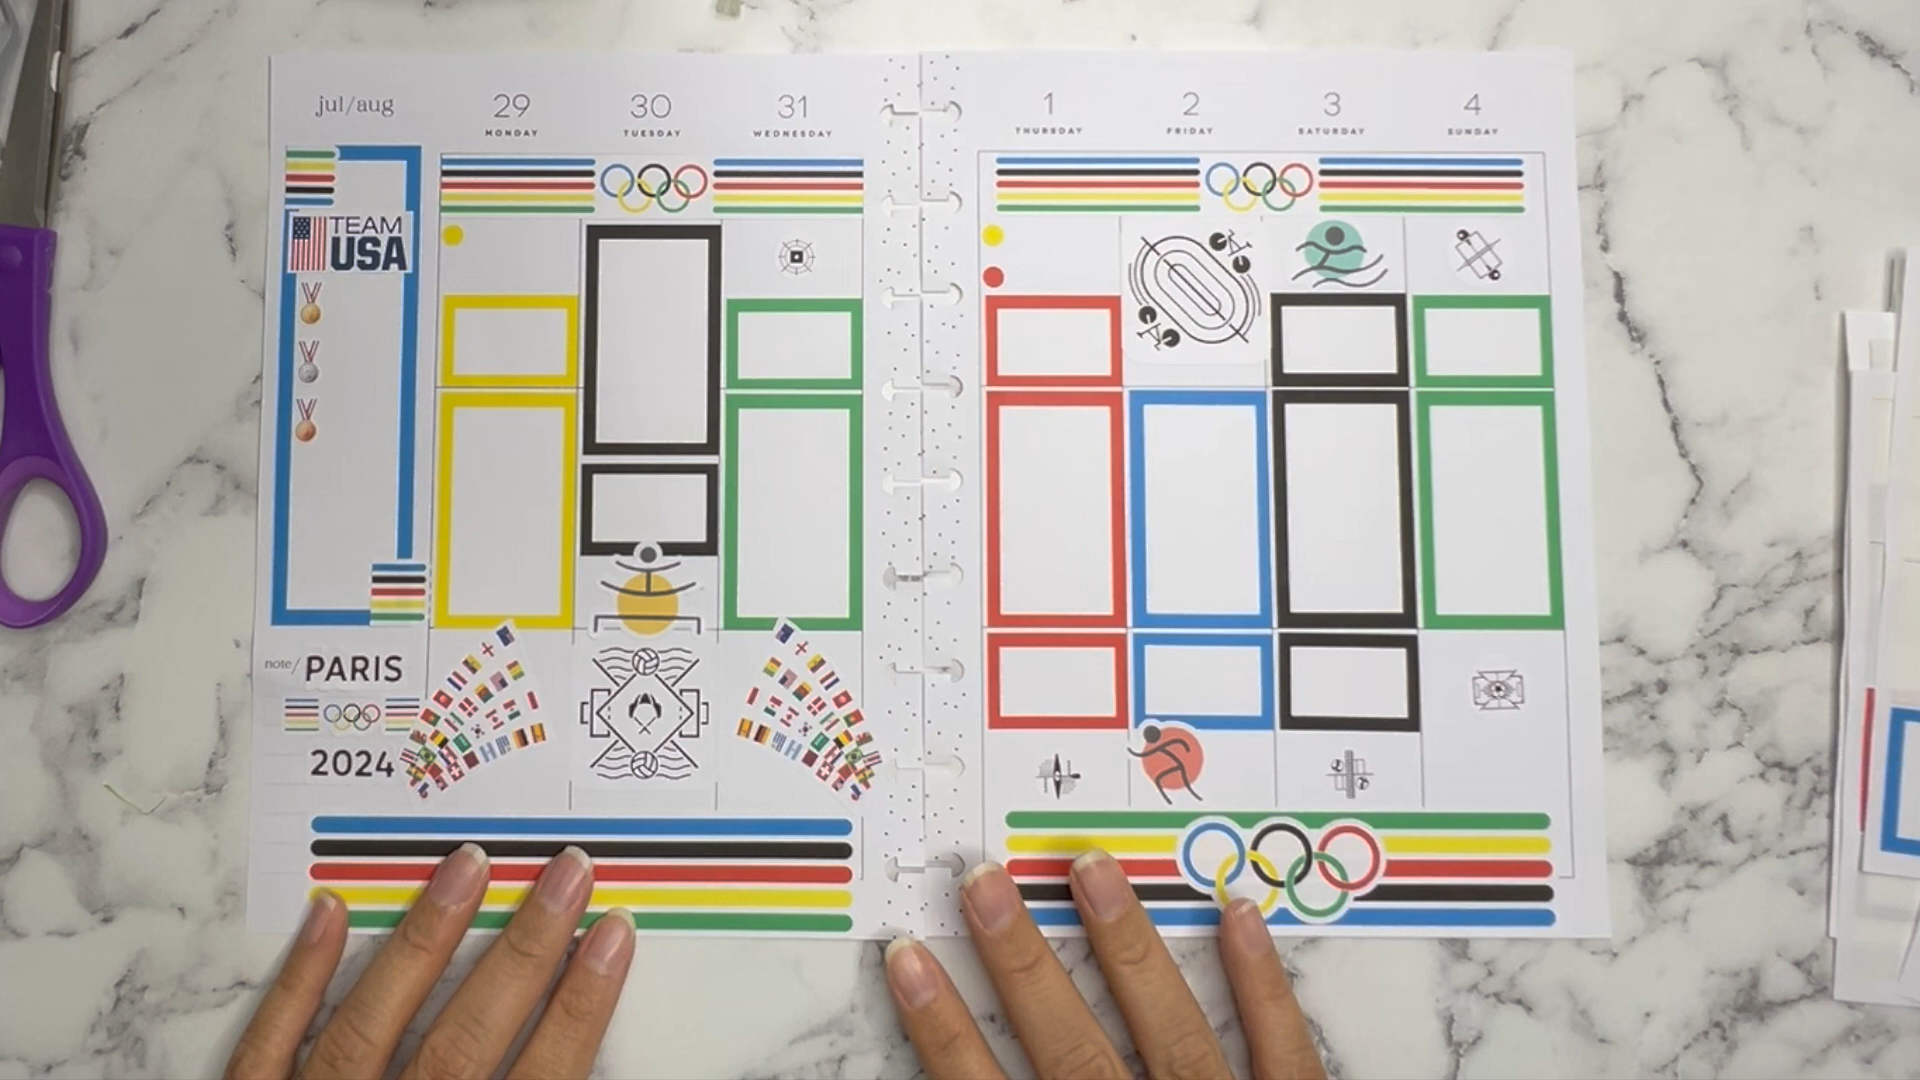 jul/aug
29
MONDAY
30
TUESDAY
31
WEDNESDAY
1
THURSDAY
2
FRIDAY
3
SATURDAY
4
SUNDAY
TEAM
USA
note/ PARIS
2024